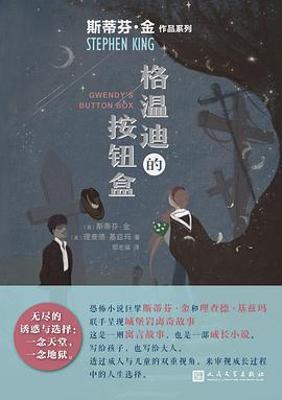 斯蒂芬·金 作品系列
STEPHEN KING
格温迪的按钮盒
GWENDY'S
BUTTON BOX
(美) 斯蒂芬·金
(美) 理查德·基兹玛 著
译
无尽的
诱惑与选择:
一念天堂,
一念地狱。
恐怖小说巨擘斯蒂芬·金和理查德·基兹玛
联手呈现城堡岩离奇故事
这是一则寓言故事,也是一部成长小说。
写给孩子,也写给大人。
透过成人与儿童的双重视角,来审视成长过程
中的人生选择。
人民文学出版社